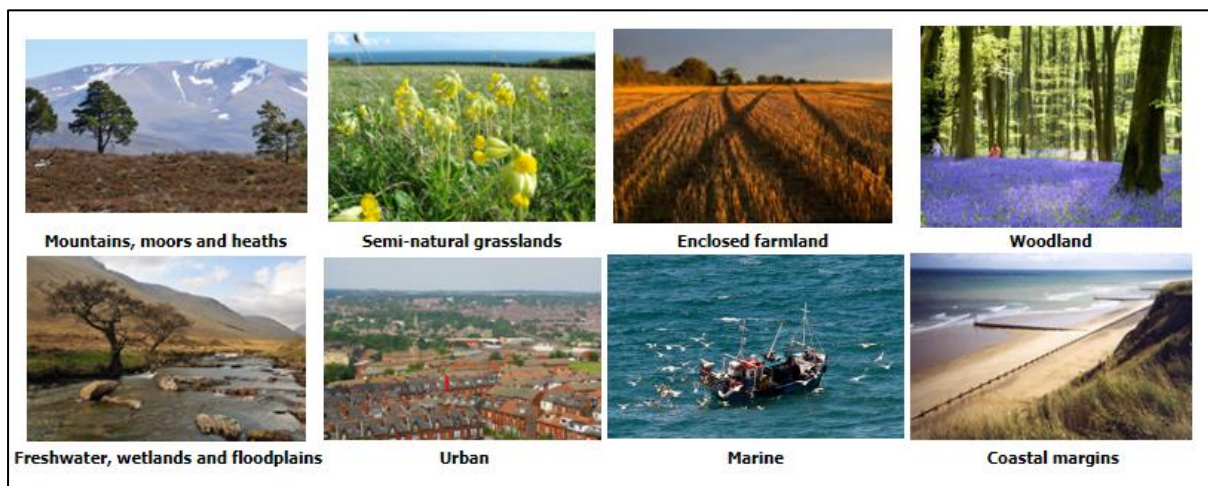 Mountains, moors and heaths
Semi-natural grasslands
Enclosed farmland
Woodland
Freshwater, wetlands and floodplains
Urban
Marine
Coastal margins